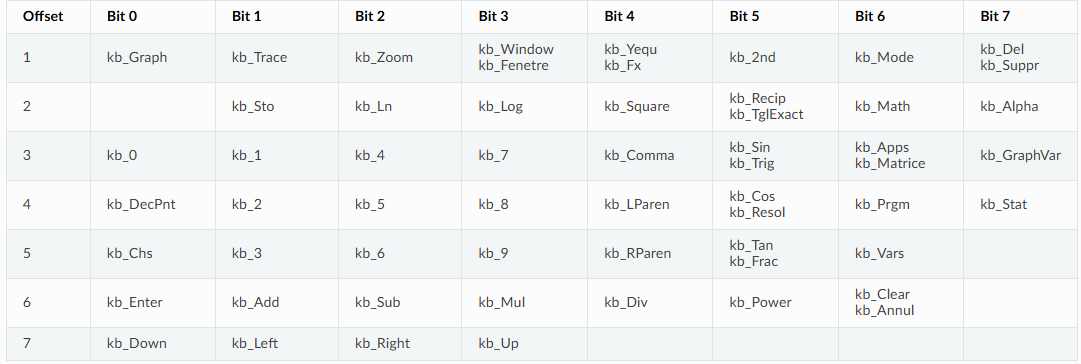 Offset Bit 0 Bit 1 Bit 2 Bit 3 Bit 4 Bit 5 Bit 6 Bit 7
1 kb_Graph kb_Trace kb_Zoom kb_Window kb_Yequ kb_2nd kb_Mode kb_Del
kb_Fenetre kb_Fx kb_Suppr
2 kb_Sto kb_Ln kb_Log kb_Square kb_Recip kb_Math kb_Alpha
kb_TglExact
3 kb_0 kb_1 kb_4 kb_7 kb_Comma kb_Sin kb_Apps kb_GraphVar
kb_Trig kb_Matrice
4 kb_DecPnt kb_2 kb_5 kb_8 kb_LParen kb_Cos kb_Prgm kb_Stat
kb_Resol
5 kb_Chs kb_3 kb_6 kb_9 kb_RParen kb_Tan kb_Vars
kb_Frac
6 kb_Enter kb_Add kb_Sub kb_Mul kb_Div kb_Power kb_Clear
kb_Annul
7 kb_Down kb_Left kb_Right kb_Up